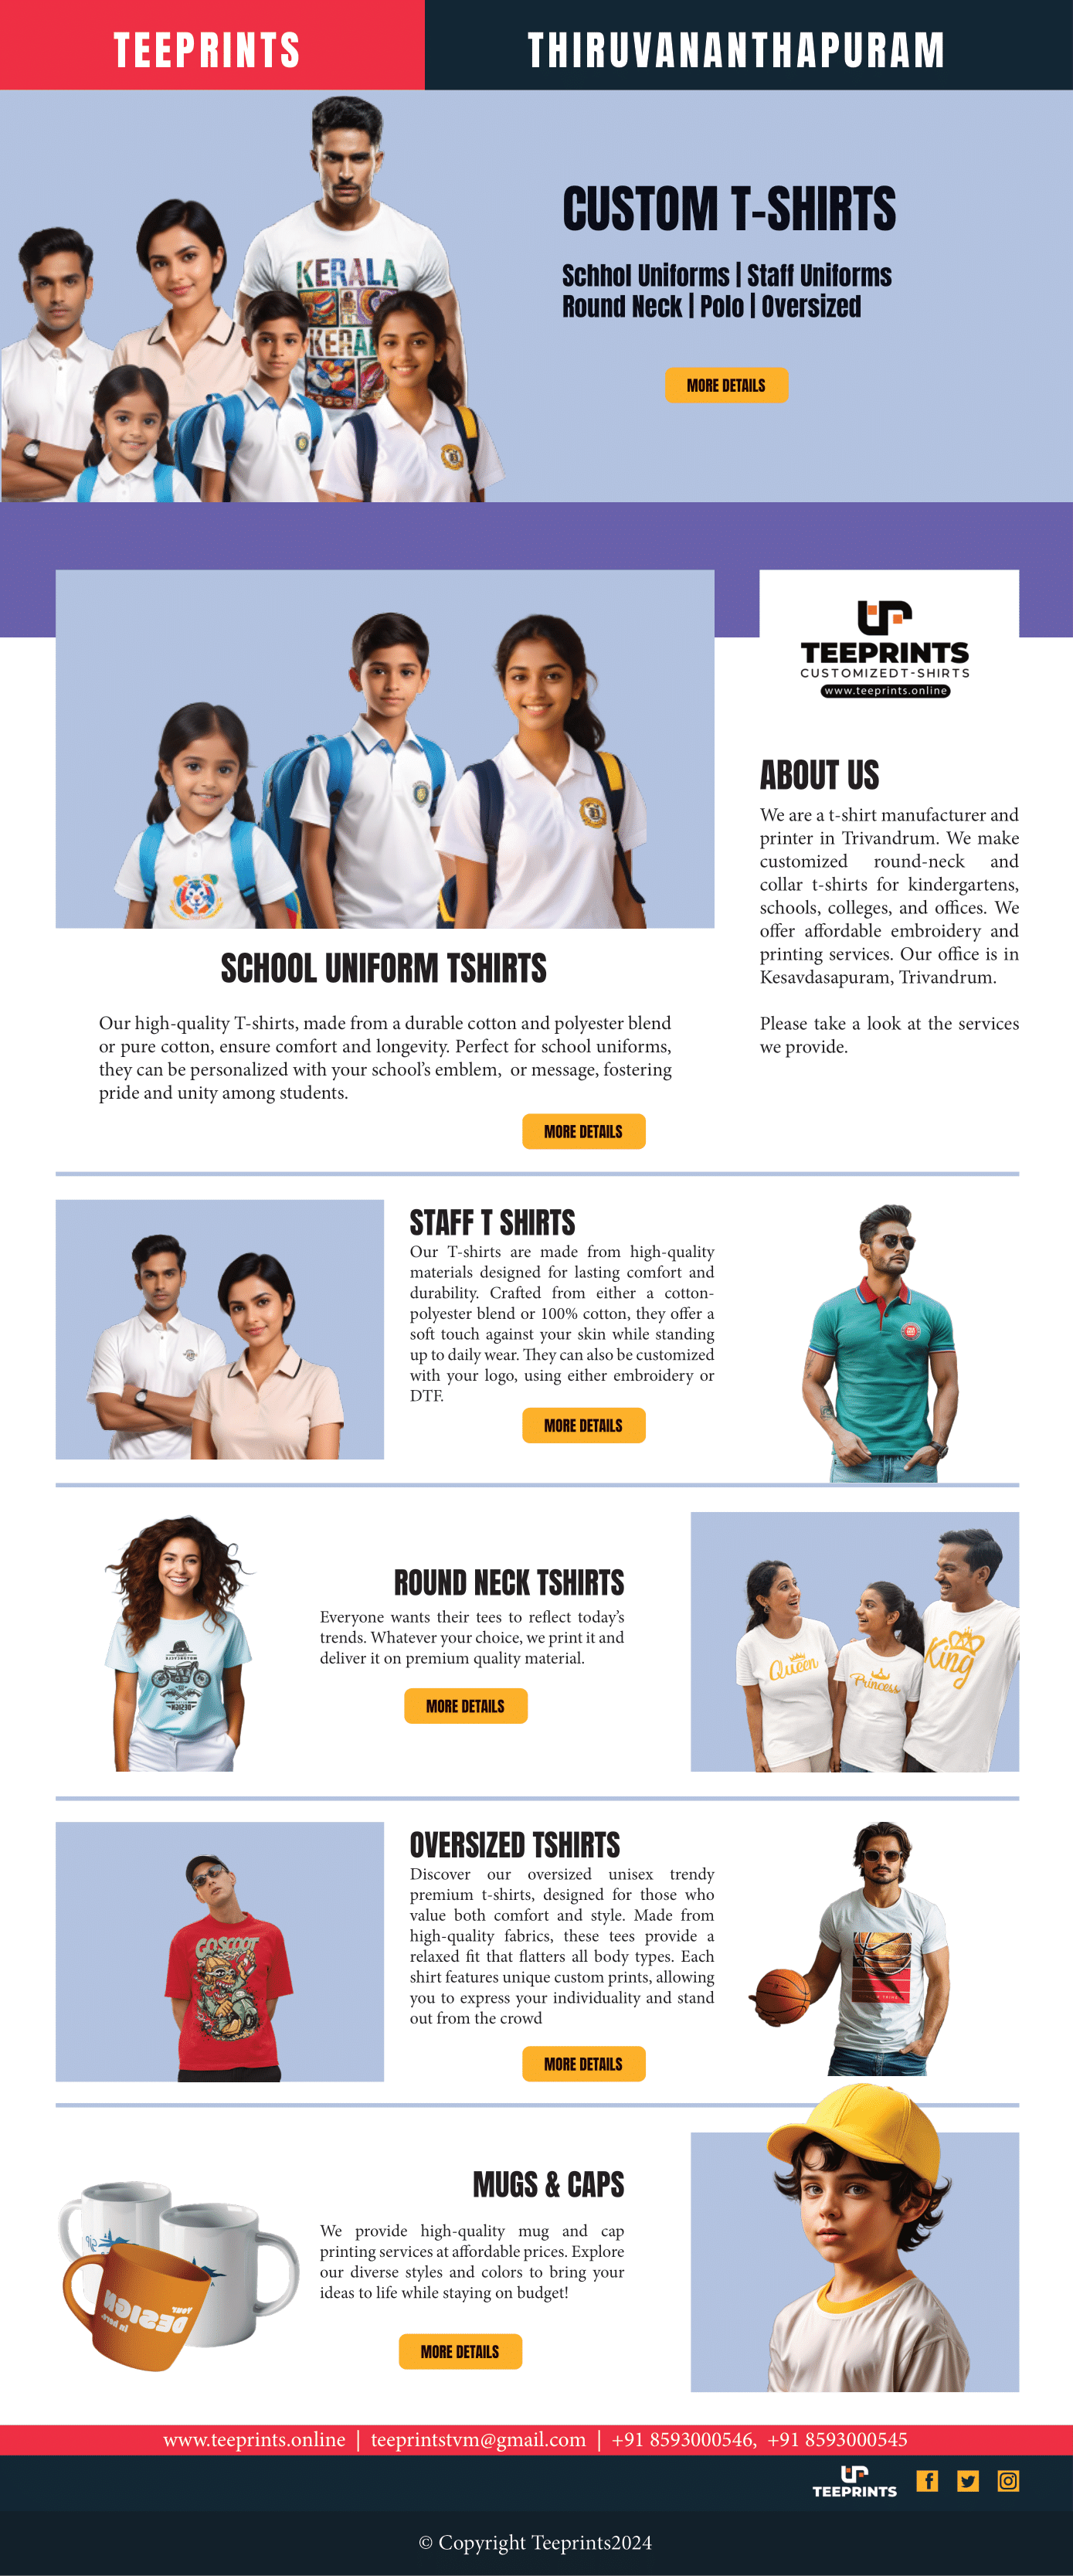 TEEPRINTS
THIRUVANANTHAPURAM
KERALA
KERAL
CUSTOM T-SHIRTS
Schhol Uniforms | Staff Uniforms
Round Neck | Polo | Oversized
MORE DETAILS
TEEPRINTS
CUSTOMIZEDT-SHIRTS
www.teeprints.online
ABOUT US
We are a t-shirt manufacturer and
printer in Trivandrum. We make
customized round-neck and
collar t-shirts for kindergartens,
schools, colleges, and offices. We
offer affordable embroidery and
printing services. Our office is in
Kesavdasapuram, Trivandrum.
Please take a look at the services
we provide.
SCHOOL UNIFORM TSHIRTS
Our high-quality T-shirts, made from a durable cotton and polyester blend
or pure cotton, ensure comfort and longevity. Perfect for school uniforms,
they can be personalized with your school's emblem, or message, fostering
pride and unity among students.
MORE DETAILS
STAFF T SHIRTS
Our T-shirts are made from high-quality
materials designed for lasting comfort and
durability. Crafted from either a cotton-
polyester blend or 100% cotton, they offer a
soft touch against your skin while standing
up to daily wear. They can also be customized
with your logo, using either embroidery or
DTF.
MORE DETAILS
ROUND NECK TSHIRTS
Everyone wants their tees to reflect today's
trends. Whatever your choice, we print it and
deliver it on premium quality material.
MORE DETAILS
Queen
Princess
King
GO SCOOT
OVERSIZED TSHIRTS
Discover our oversized unisex trendy
premium t-shirts, designed for those who
value both comfort and style. Made from
high-quality fabrics, these tees provide a
relaxed fit that flatters all body types. Each
shirt features unique custom prints, allowing
you to express your individuality and stand
out from the crowd
MORE DETAILS
MUGS & CAPS
We provide high-quality mug and cap
printing services at affordable prices. Explore
our diverse styles and colors to bring your
ideas to life while staying on budget!
MORE DETAILS
YOUR
DESIGN
in here
www.teeprints.online | teeprintstvm@gmail.com | +91 8593000546, +91 8593000545
TEEPRINTS
© Copyright Teeprints2024